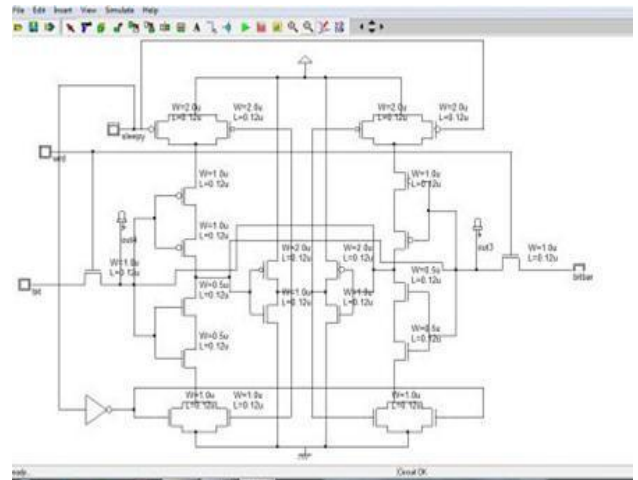 File Edit Insert View Simulate Help
W=2.0u W=2.0u
L=0.12u L=0.12u
W=2.0u W=2.0u
L=0.12u L=0.12u
sleepy
W=1.0u
L=0.12u
W=1.0u
L=0.12u
W=1.0u
L=0.12u
out4
W=1.0u
L=0.12u
out3
W=1.0u
L=0.12u
W=2.0u
L=0.12u
W=2.0u
L=0.12u
bit
bitbar
W=0.5u
L=0.12u
W=1.0u
L=0.12u
W=1.0u
L=0.12u
W=0.5u
L=0.12u
W=0.5u
L=0.12u
W=0.5u
L=0.12u
W=1.0u W=1.0u
L=0.12u L=0.12u
W=1.0u
L=0.12u
Circuit OK